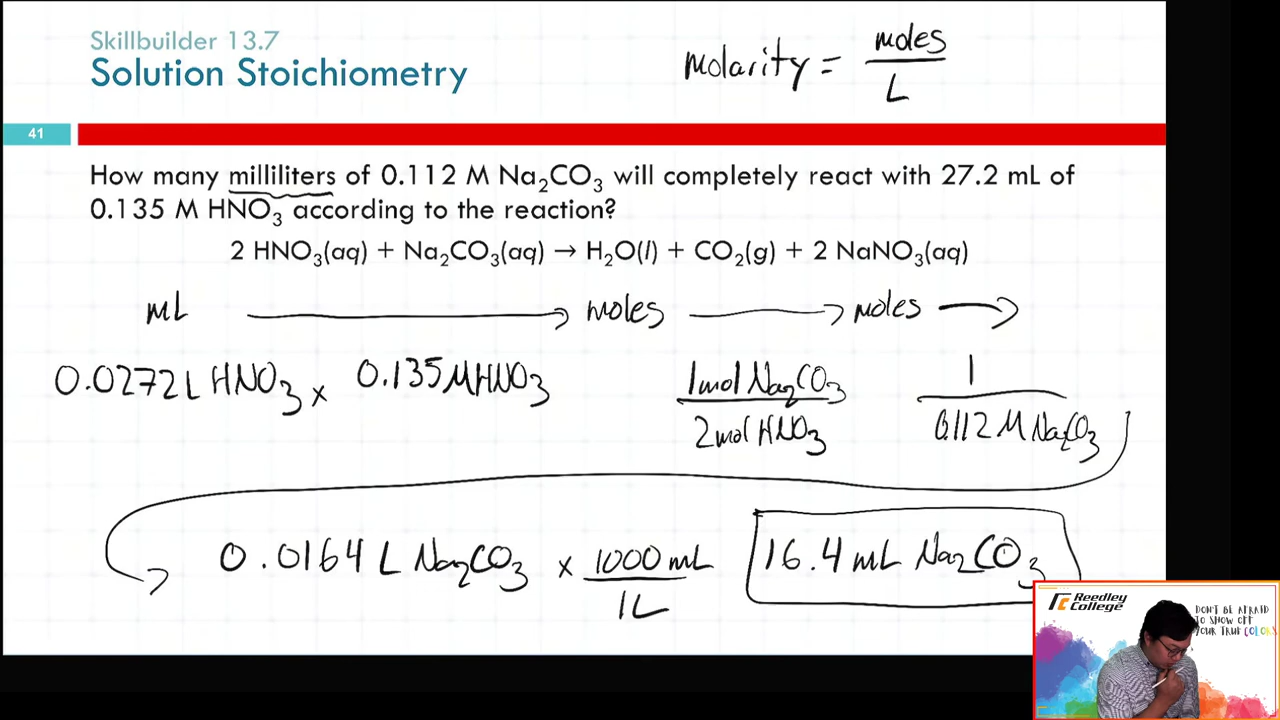 Skillbuilder 13.7
Solution Stoichiometry
molarity = moles / L
41
How many milliliters of 0.112 M Na₂CO₃ will completely react with 27.2 mL of
0.135 M HNO₃ according to the reaction?
2 HNO₃(aq) + Na₂CO₃(aq) → H₂O(l) + CO₂(g) + 2 NaNO₃(aq)
mL → moles → moles →
0.0272 L HNO₃ × 0.135 M HNO₃ 1 mol Na₂CO₃ / 2 mol HNO₃ 1 / 0.112 M Na₂CO₃
0.0164 L Na₂CO₃ × 1000 mL / 1 L 16.4 mL Na₂CO₃
Reedley
College
DON'T BE AFRAID
TO SHOW OFF
YOUR TRUE COLORS